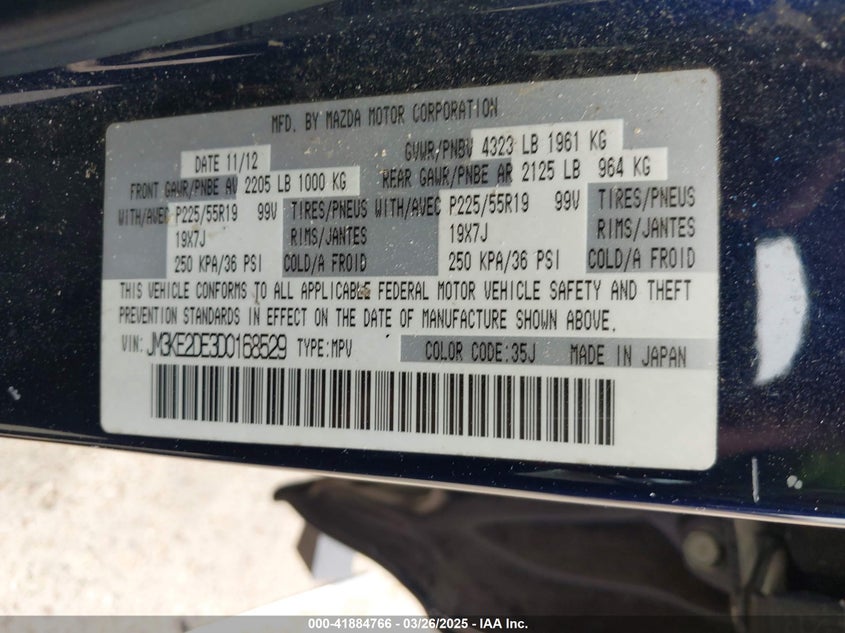 MFD. BY MAZDA MOTOR CORPORATION
DATE 11/12 GVWR/PNBV 4323 LB 1961 KG
FRONT GAWR/PNBE AV 2205 LB 1000 KG REAR GAWR/PNBE AR 2125 LB 964 KG
WITH/AVEC P225/55R19 99V TIRES/PNEUS WITH/AVEC P225/55R19 99V TIRES/PNEUS
19X7J RIMS/JANTES 19X7J RIMS/JANTES
250 KPA/36 PSI COLD/A FROID 250 KPA/36 PSI COLD/A FROID
THIS VEHICLE CONFORMS TO ALL APPLICABLE FEDERAL MOTOR VEHICLE SAFETY AND THEFT
PREVENTION STANDARDS IN EFFECT ON THE DATE OF MANUFACTURE SHOWN ABOVE.
VIN: JM3KE2DE3D0168529 TYPE:MPV COLOR CODE:35J MADE IN JAPAN
000-41884766 - 03/26/2025 - IAA Inc.